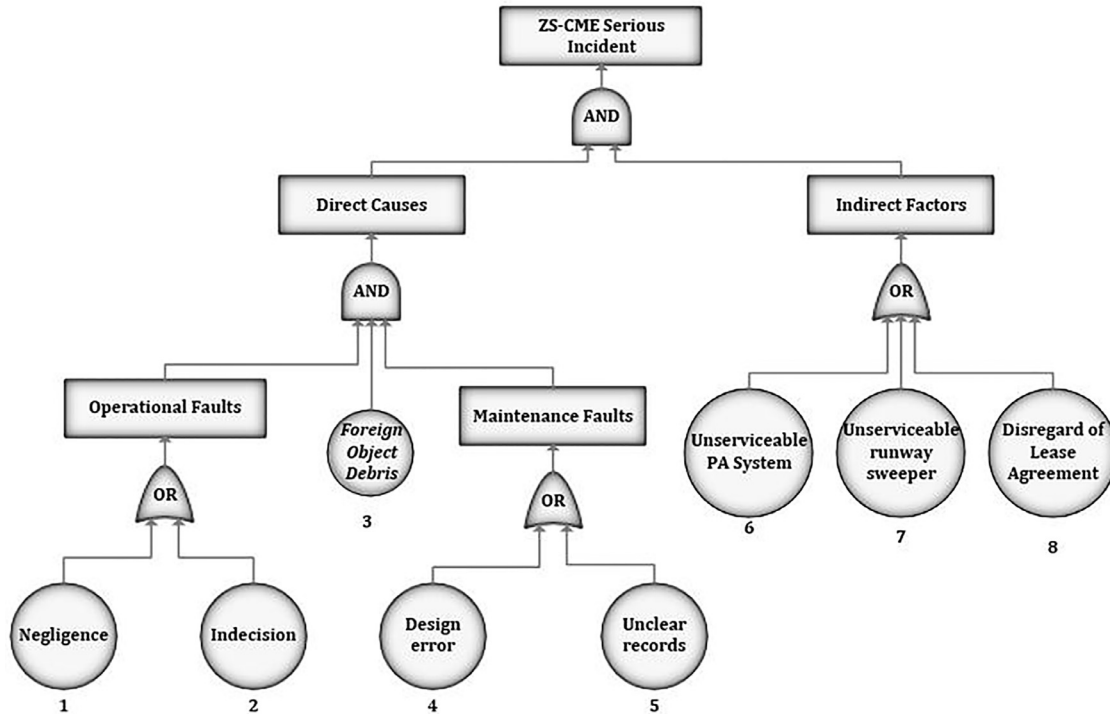 ZS-CME Serious
Incident
AND
Direct Causes
Indirect Factors
AND
OR
Operational Faults
Foreign
Object
Debris
3
Maintenance Faults
Unserviceable
PA System
6
Unserviceable
runway
sweeper
7
Disregard of
Lease
Agreement
8
OR
OR
Negligence
1
Indecision
2
Design
error
4
Unclear
records
5